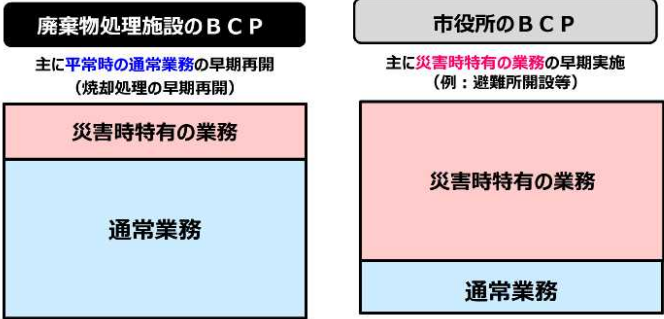 廃棄物処理施設のＢＣＰ
主に平常時の通常業務の早期再開
（焼却処理の早期再開）
災害時特有の業務
通常業務
市役所のＢＣＰ
主に災害時特有の業務の早期実施
（例：避難所開設等）
災害時特有の業務
通常業務